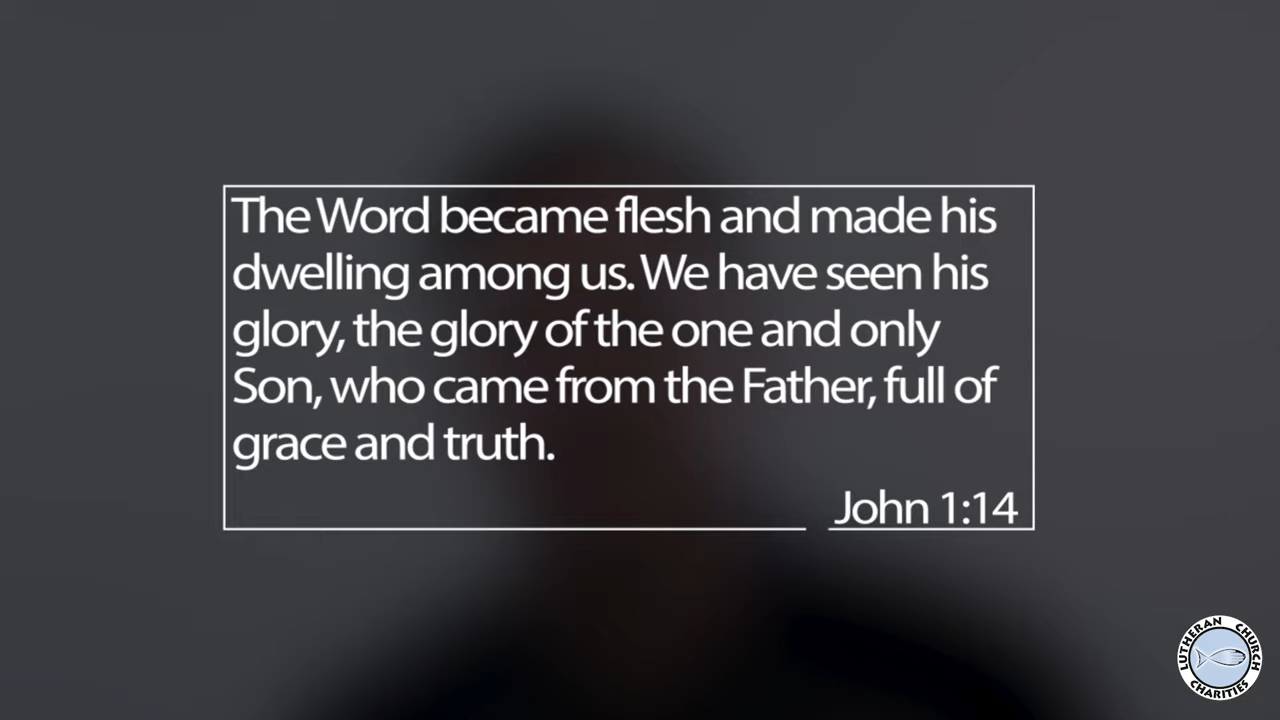 The Word became flesh and made his
dwelling among us. We have seen his
glory, the glory of the one and only
Son, who came from the Father, full of
grace and truth.
John 1:14
LUTHERAN CHURCH
CHARITIES